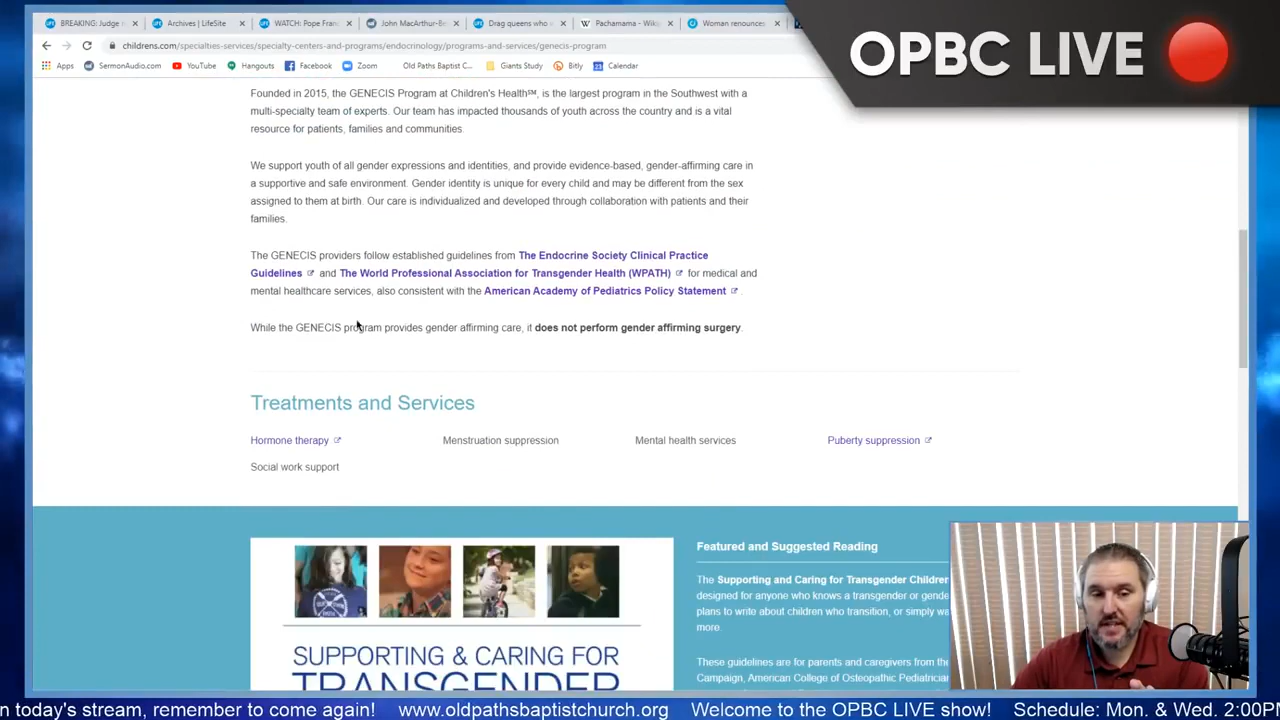 BREAKING: Judge
Archives | LifeSite
WATCH: Pope Fran
John MacArthur-Be
Drag queens who
Pachamama - Wiki
Woman renounces
OPBC LIVE
childrens.com/specialties-services/specialty-centers-and-programs/endocrinology/programs-and-services/genecis-program
Apps SermonAudio.com YouTube Hangouts Facebook Zoom Old Paths Baptist C... Giants Study Bitly Calendar
Founded in 2015, the GENECIS Program at Children's Health℠, is the largest program in the Southwest with a
multi-specialty team of experts. Our team has impacted thousands of youth across the country and is a vital
resource for patients, families and communities.
We support youth of all gender expressions and identities, and provide evidence-based, gender-affirming care in
a supportive and safe environment. Gender identity is unique for every child and may be different from the sex
assigned to them at birth. Our care is individualized and developed through collaboration with patients and their
families.
The GENECIS providers follow established guidelines from The Endocrine Society Clinical Practice
Guidelines and The World Professional Association for Transgender Health (WPATH) for medical and
mental healthcare services, also consistent with the American Academy of Pediatrics Policy Statement .
While the GENECIS program provides gender affirming care, it does not perform gender affirming surgery.
Treatments and Services
Hormone therapy Menstruation suppression Mental health services Puberty suppression
Social work support
SUPPORTING & CARING FOR
TRANSGENDER
Featured and Suggested Reading
The Supporting and Caring for Transgender Children
designed for anyone who knows a transgender or gende
plans to write about children who transition, or simply wa
more.
These guidelines are for parents and caregivers from the
Campaign, American College of Osteopathic Pediatrician
n today's stream, remember to come again! www.oldpathsbaptistchurch.org Welcome to the OPBC LIVE show! Schedule: Mon. & Wed. 2:00P